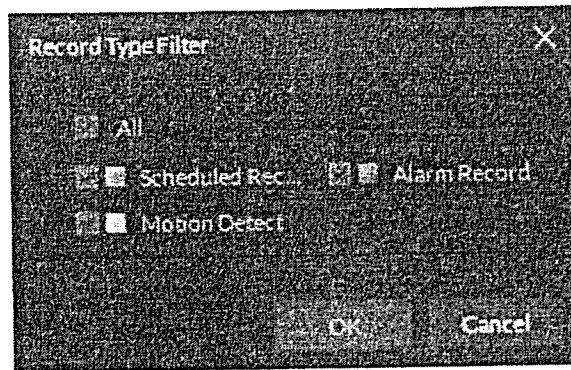 Record Type Filter
All
Scheduled Rec... Alarm Record
Motion Detect
OK Cancel